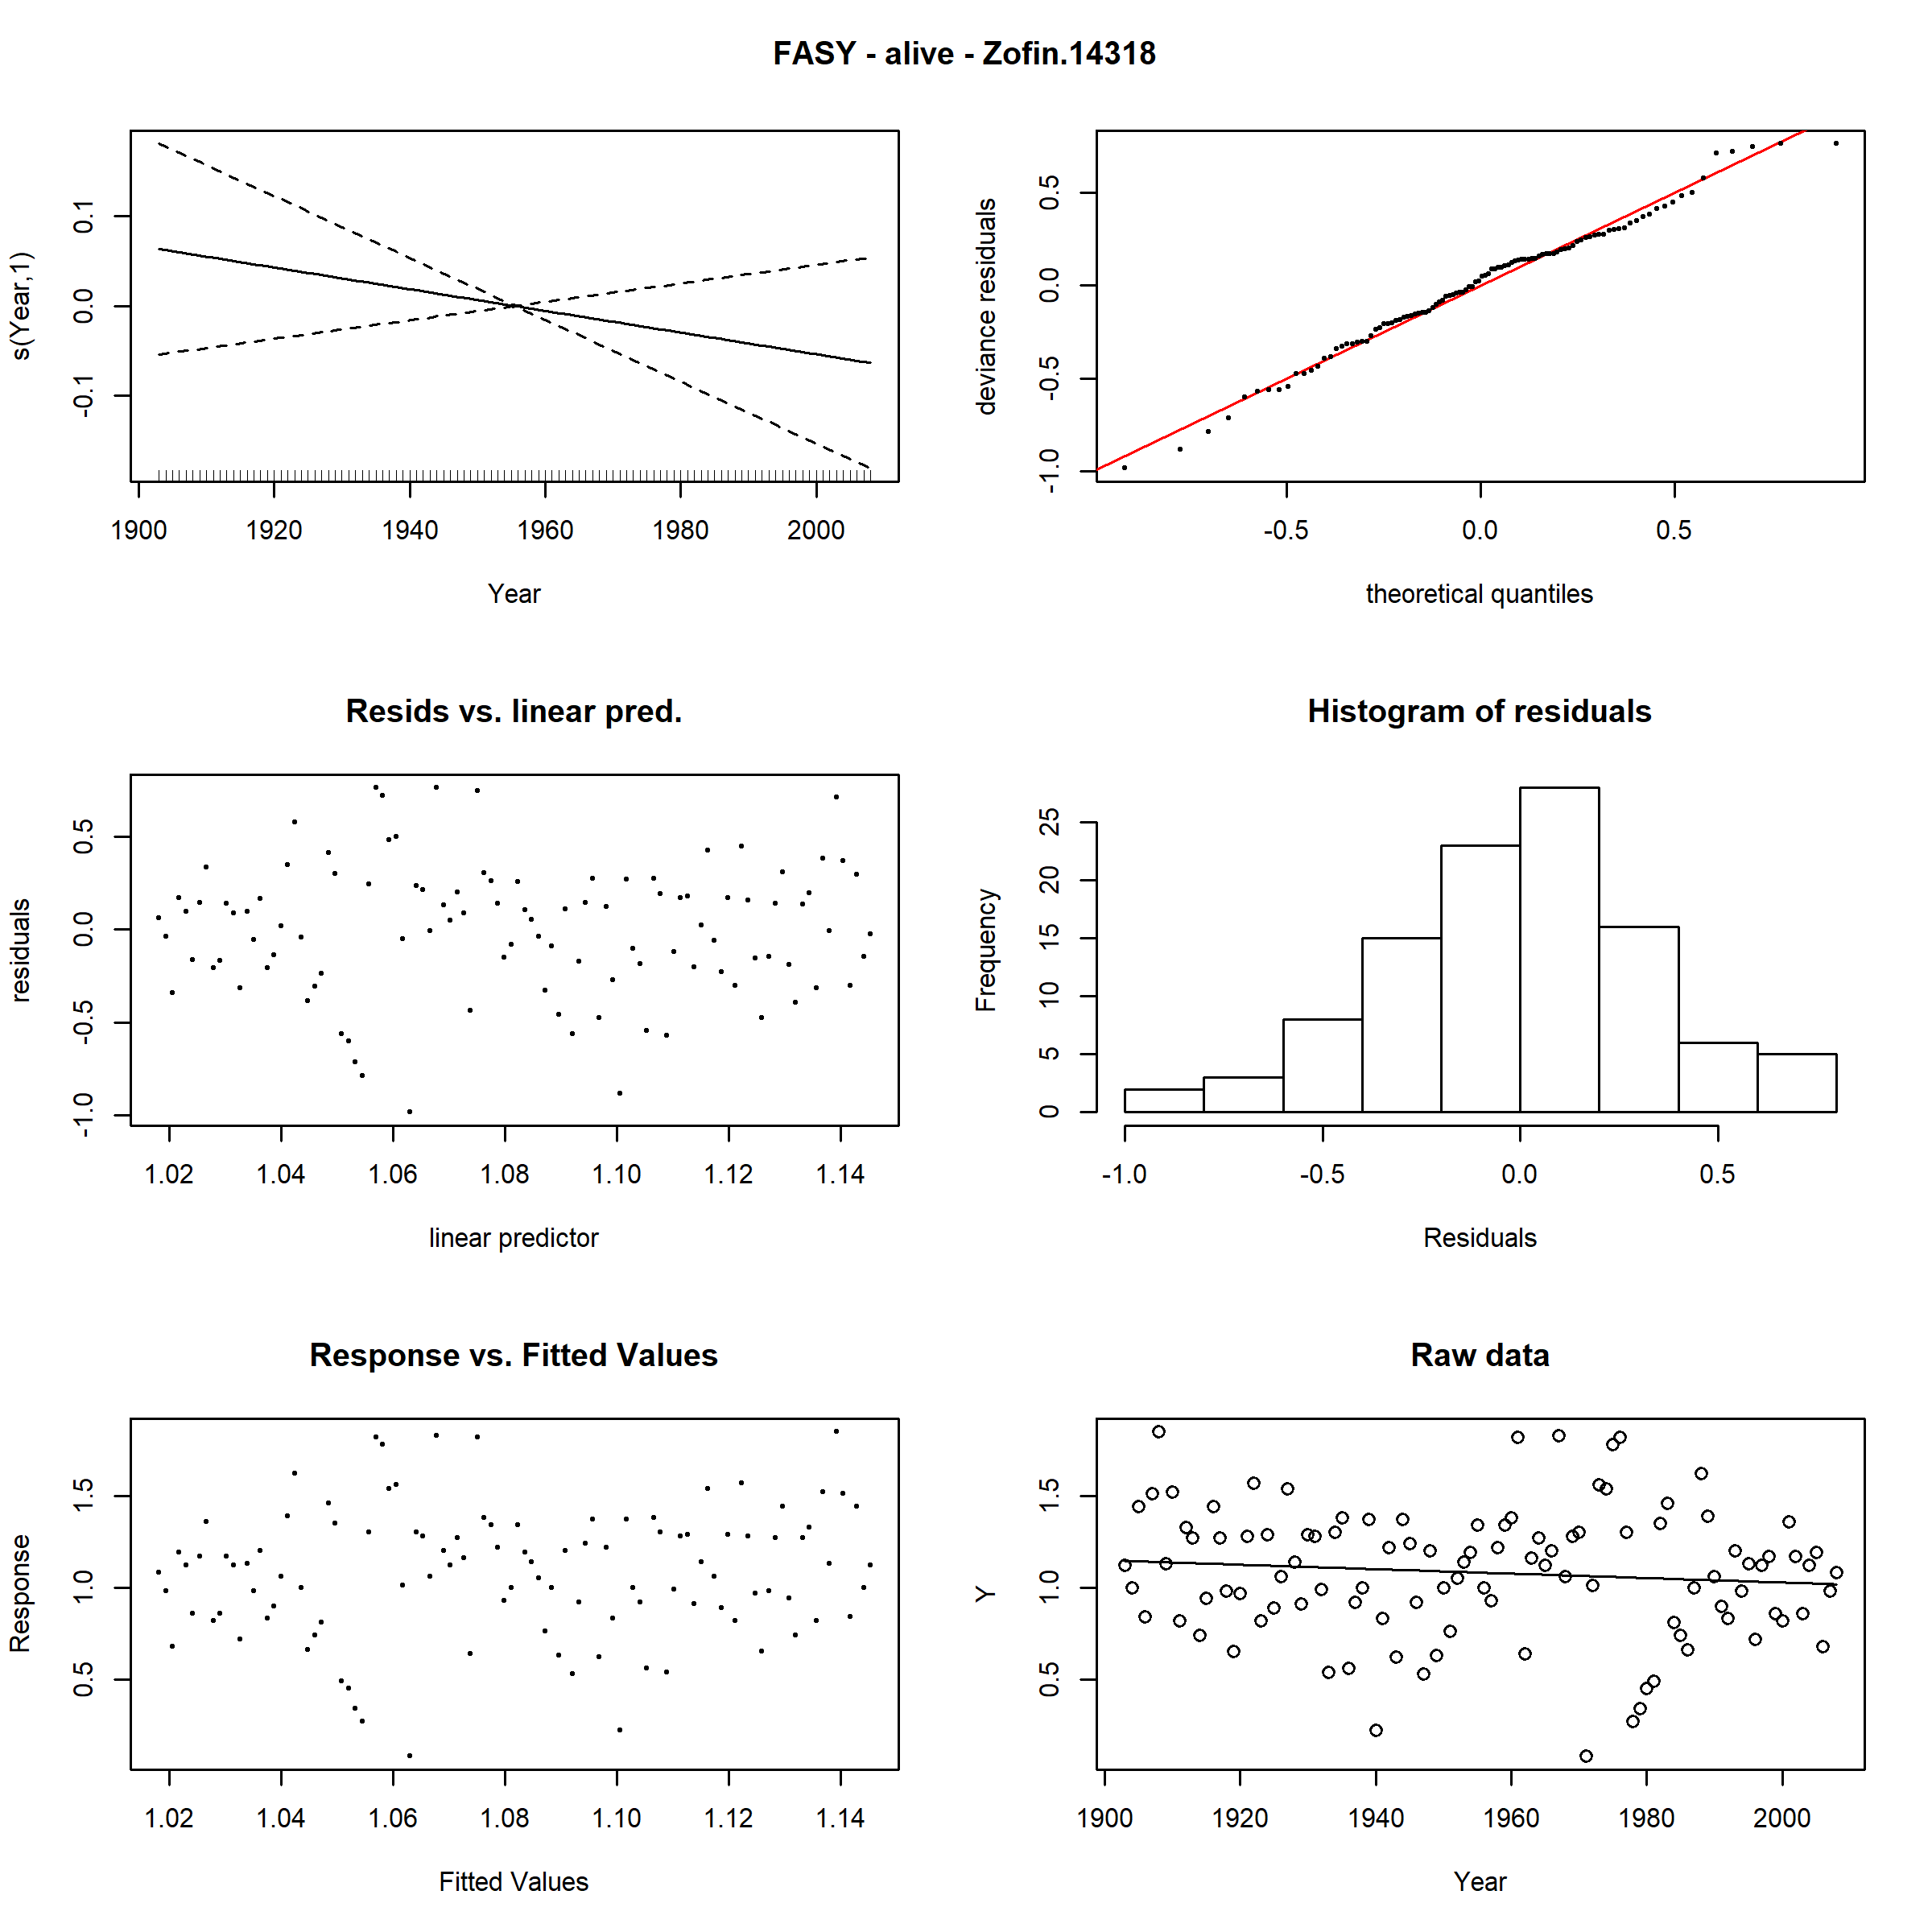 FASY - alive - Zofin.14318
s(Year,1)
-0.1 0.0 0.1
1900 1920 1940 1960 1980 2000
Year
deviance residuals
-1.0 -0.5 0.0 0.5
-0.5 0.0 0.5
theoretical quantiles
Resids vs. linear pred.
residuals
-1.0 -0.5 0.0 0.5
1.02 1.04 1.06 1.08 1.10 1.12 1.14
linear predictor
Histogram of residuals
Frequency
0 5 10 15 20 25
-1.0 -0.5 0.0 0.5
Residuals
Response vs. Fitted Values
Response
0.5 1.0 1.5
1.02 1.04 1.06 1.08 1.10 1.12 1.14
Fitted Values
Raw data
Y
0.5 1.0 1.5
1900 1920 1940 1960 1980 2000
Year